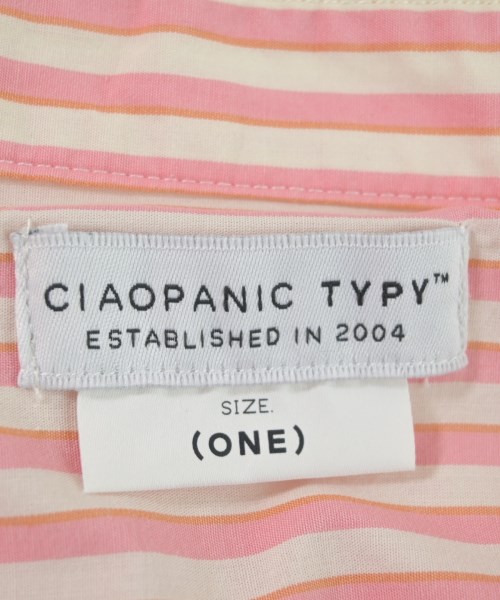 CIAOPANIC TYPY™
ESTABLISHED IN 2004
SIZE.
(ONE)